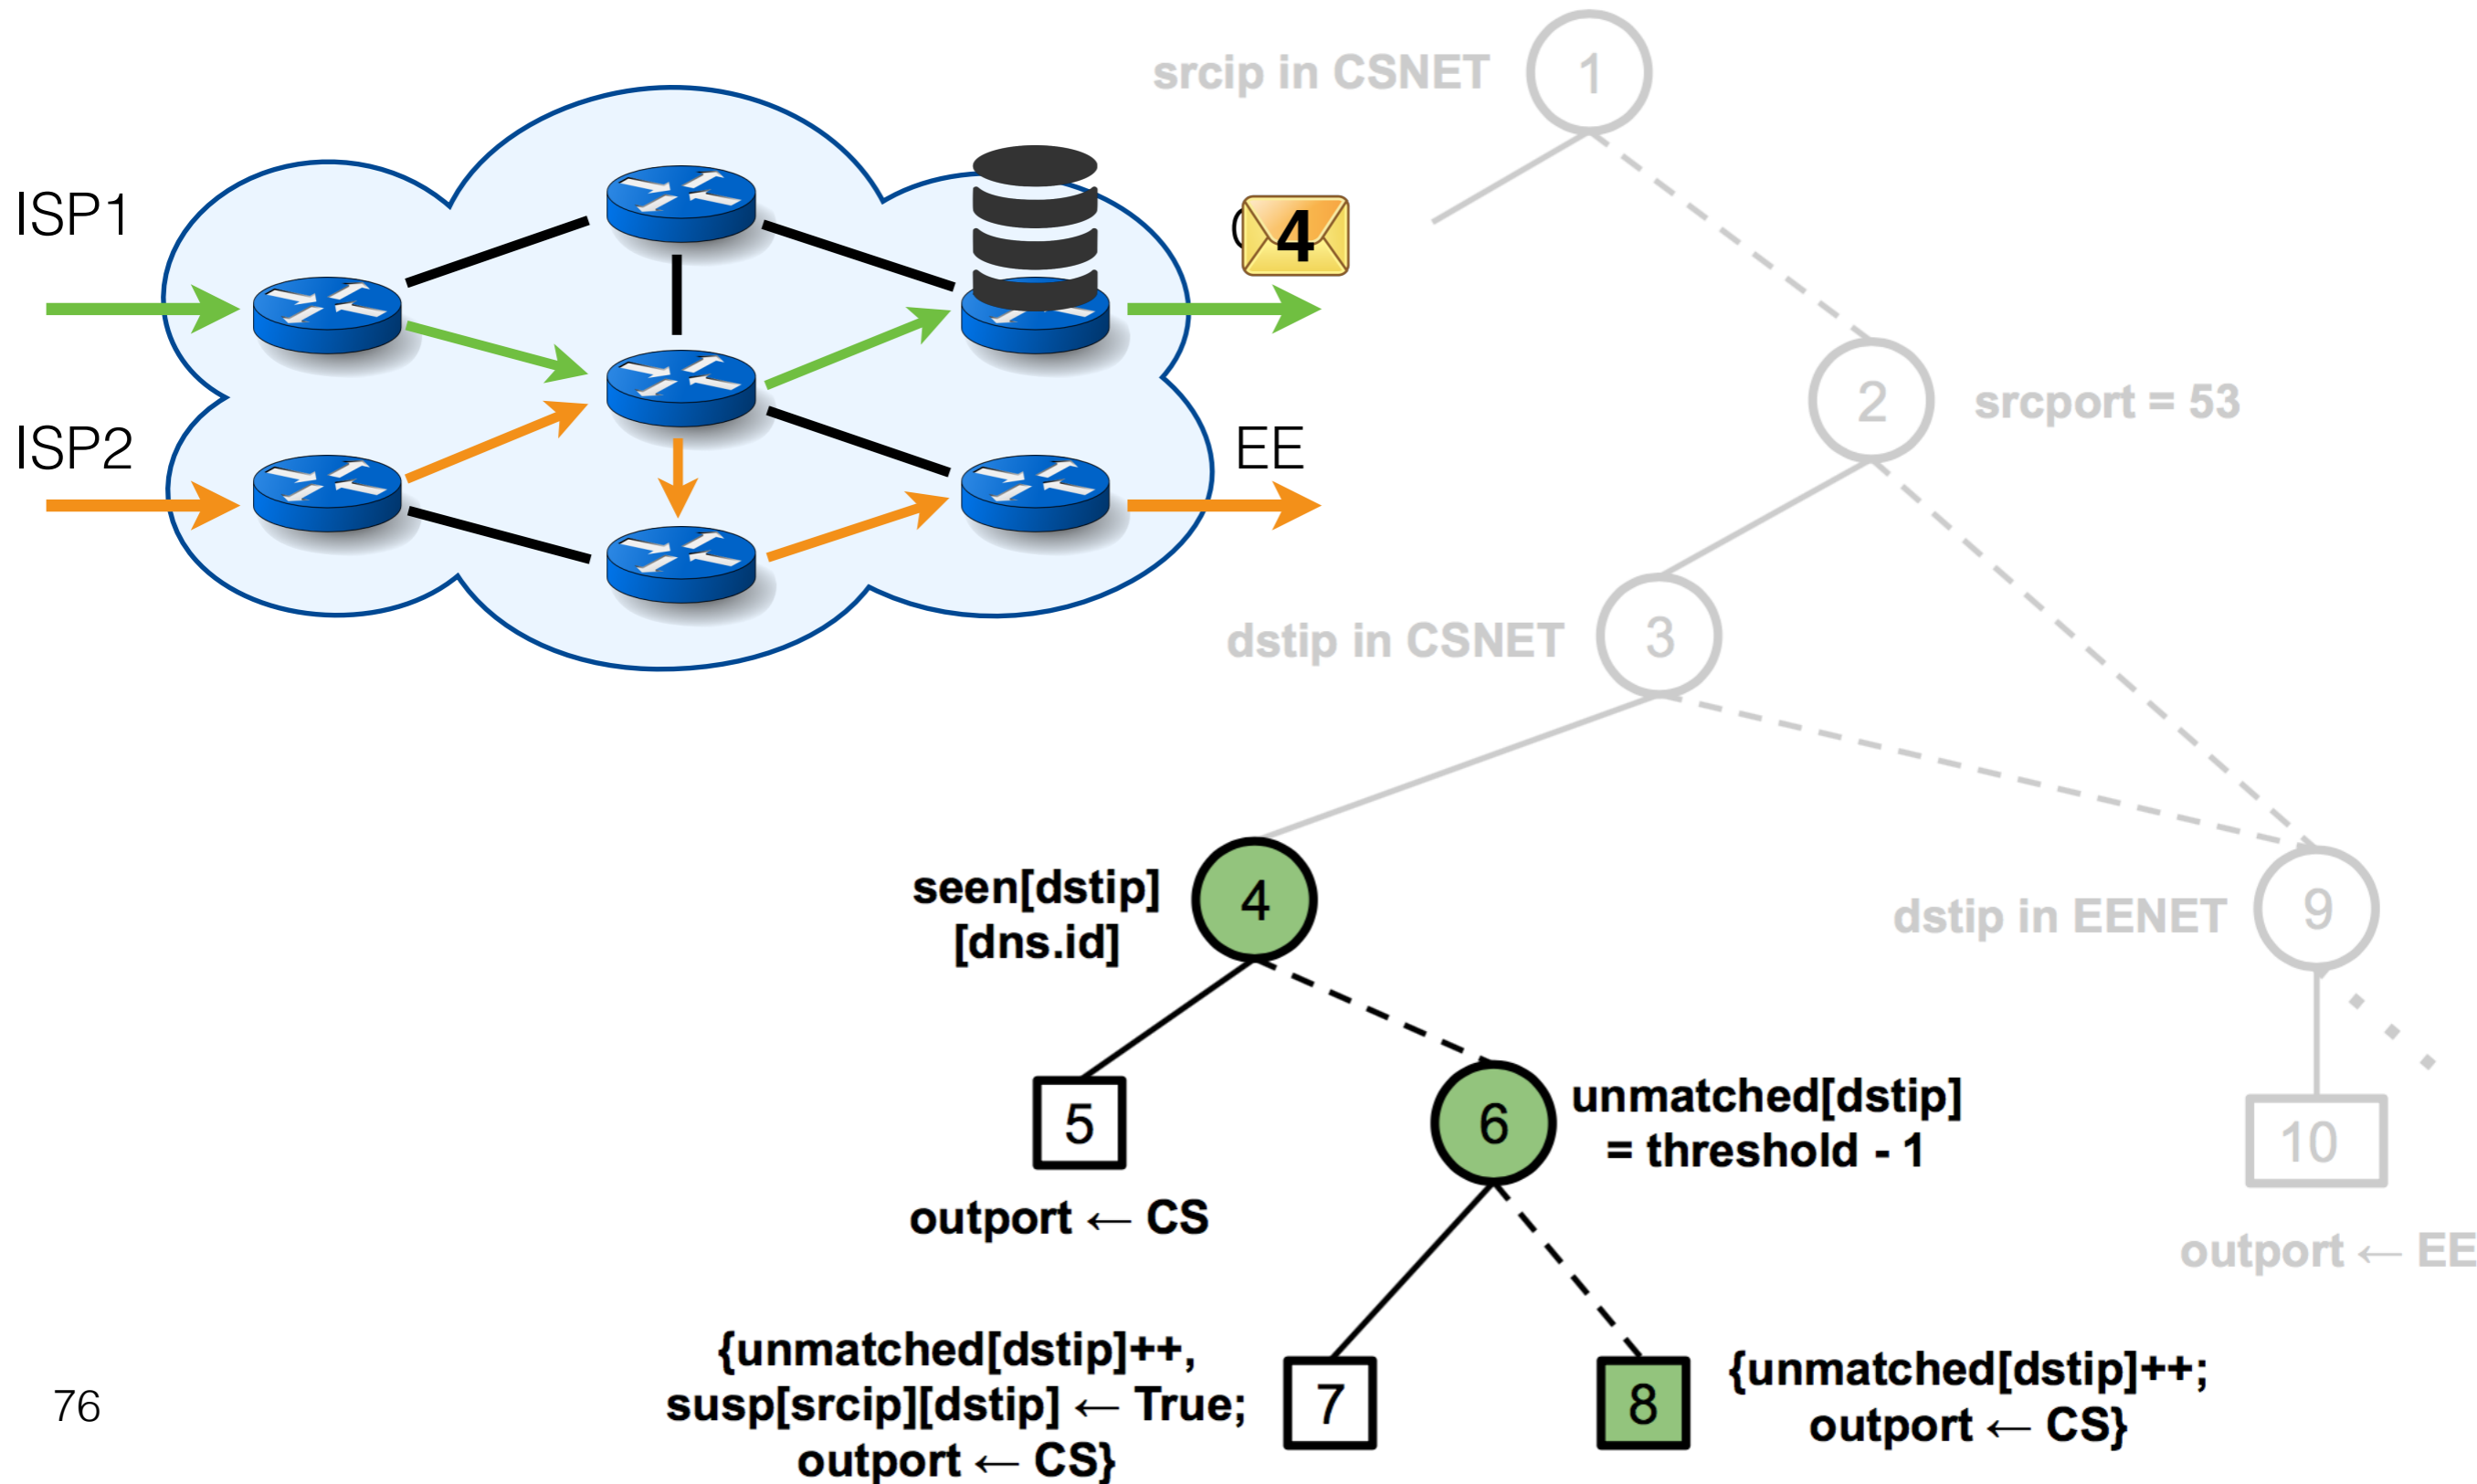 srcip in CSNET
1
ISP1
4
2
srcport = 53
ISP2
EE
3
dstip in CSNET
seen[dstip]
[dns.id]
4
dstip in EENET
9
5
6
unmatched[dstip]
= threshold - 1
10
outport ← CS
outport ← EE
{unmatched[dstip]++,
susp[srcip][dstip] ← True;
outport ← CS}
7
8
{unmatched[dstip]++;
outport ← CS}
76